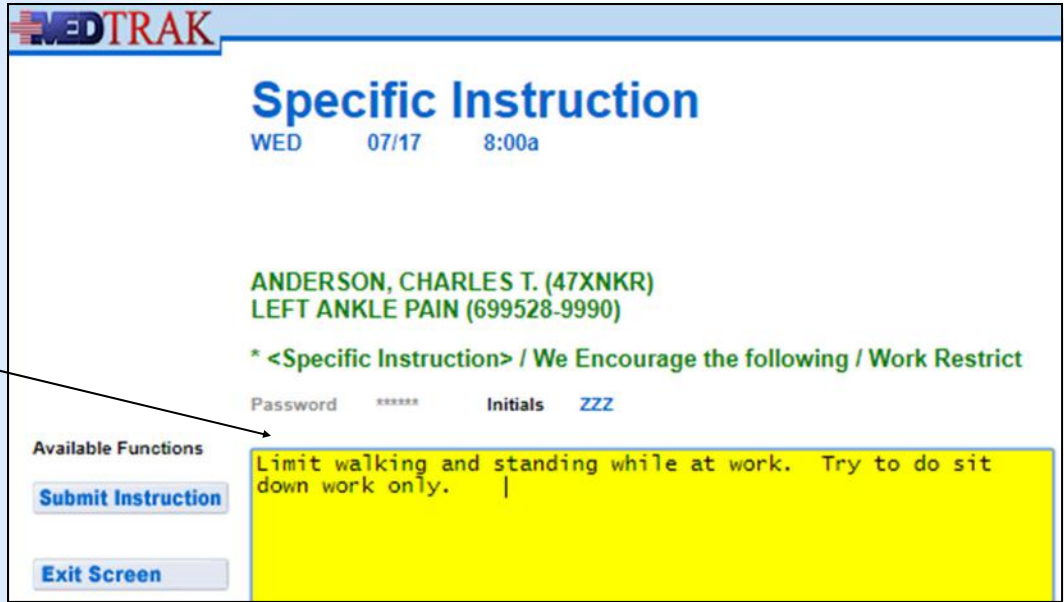 MEDTRAK
Specific Instruction
WED 07/17 8:00a
ANDERSON, CHARLES T. (47XNKR)
LEFT ANKLE PAIN (699528-9990)
* <Specific Instruction> / We Encourage the following / Work Restrict
Password ****** Initials ZZZ
Available Functions
Limit walking and standing while at work. Try to do sit
down work only.
Submit Instruction
Exit Screen